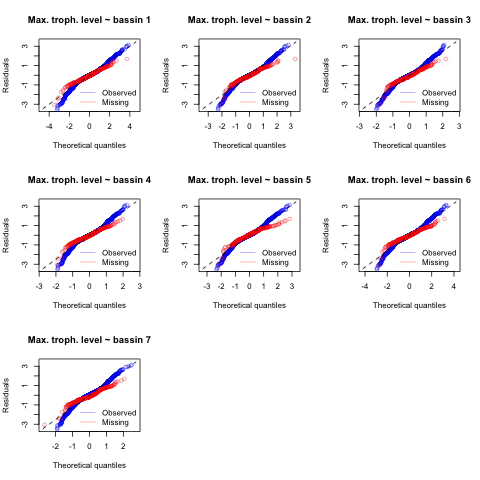 Max. troph. level ~ bassin 1
Max. troph. level ~ bassin 2
Max. troph. level ~ bassin 3
Residuals
3
1
-1
-3
Observed
Missing
-4 -2 0 2 4
Theoretical quantiles
Residuals
3
1
-1
-3
Observed
Missing
-3 -2 -1 0 1 2 3
Theoretical quantiles
Residuals
3
1
-1
-3
Observed
Missing
-3 -2 -1 0 1 2 3
Theoretical quantiles
Max. troph. level ~ bassin 4
Max. troph. level ~ bassin 5
Max. troph. level ~ bassin 6
Residuals
3
1
-1
-3
Observed
Missing
-3 -2 -1 0 1 2 3
Theoretical quantiles
Residuals
3
1
-1
-3
Observed
Missing
-3 -2 -1 0 1 2 3
Theoretical quantiles
Residuals
3
1
-1
-3
Observed
Missing
-4 -2 0 2 4
Theoretical quantiles
Max. troph. level ~ bassin 7
Residuals
3
1
-1
-3
Observed
Missing
-2 -1 0 1 2
Theoretical quantiles